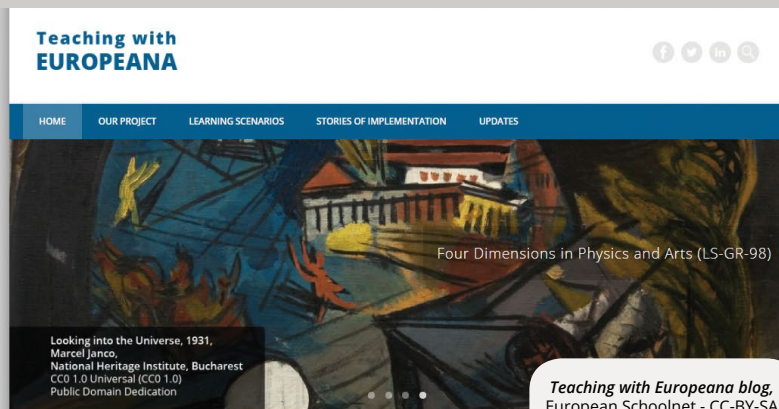 Teaching with
EUROPEANA
HOME OUR PROJECT LEARNING SCENARIOS STORIES OF IMPLEMENTATION UPDATES
Four Dimensions in Physics and Arts (LS-GR-98)
Looking into the Universe, 1931,
Marcel Janco,
National Heritage Institute, Bucharest
CC0 1.0 Universal (CC0 1.0)
Public Domain Dedication
Teaching with Europeana blog,
European Schoolnet - CC-BY-SA